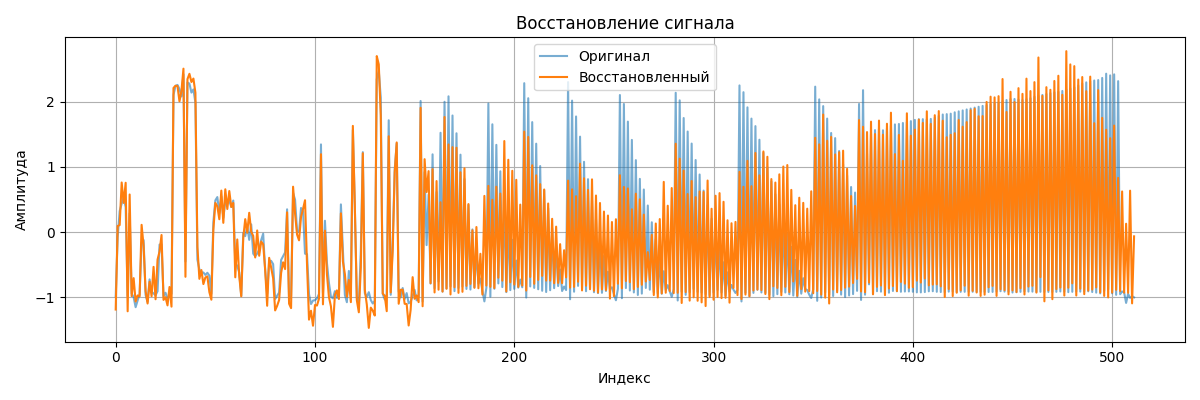 Восстановление сигнала
Оригинал
Восстановленный
Амплитуда
2
1
0
−1
0
100
200
300
400
500
Индекс